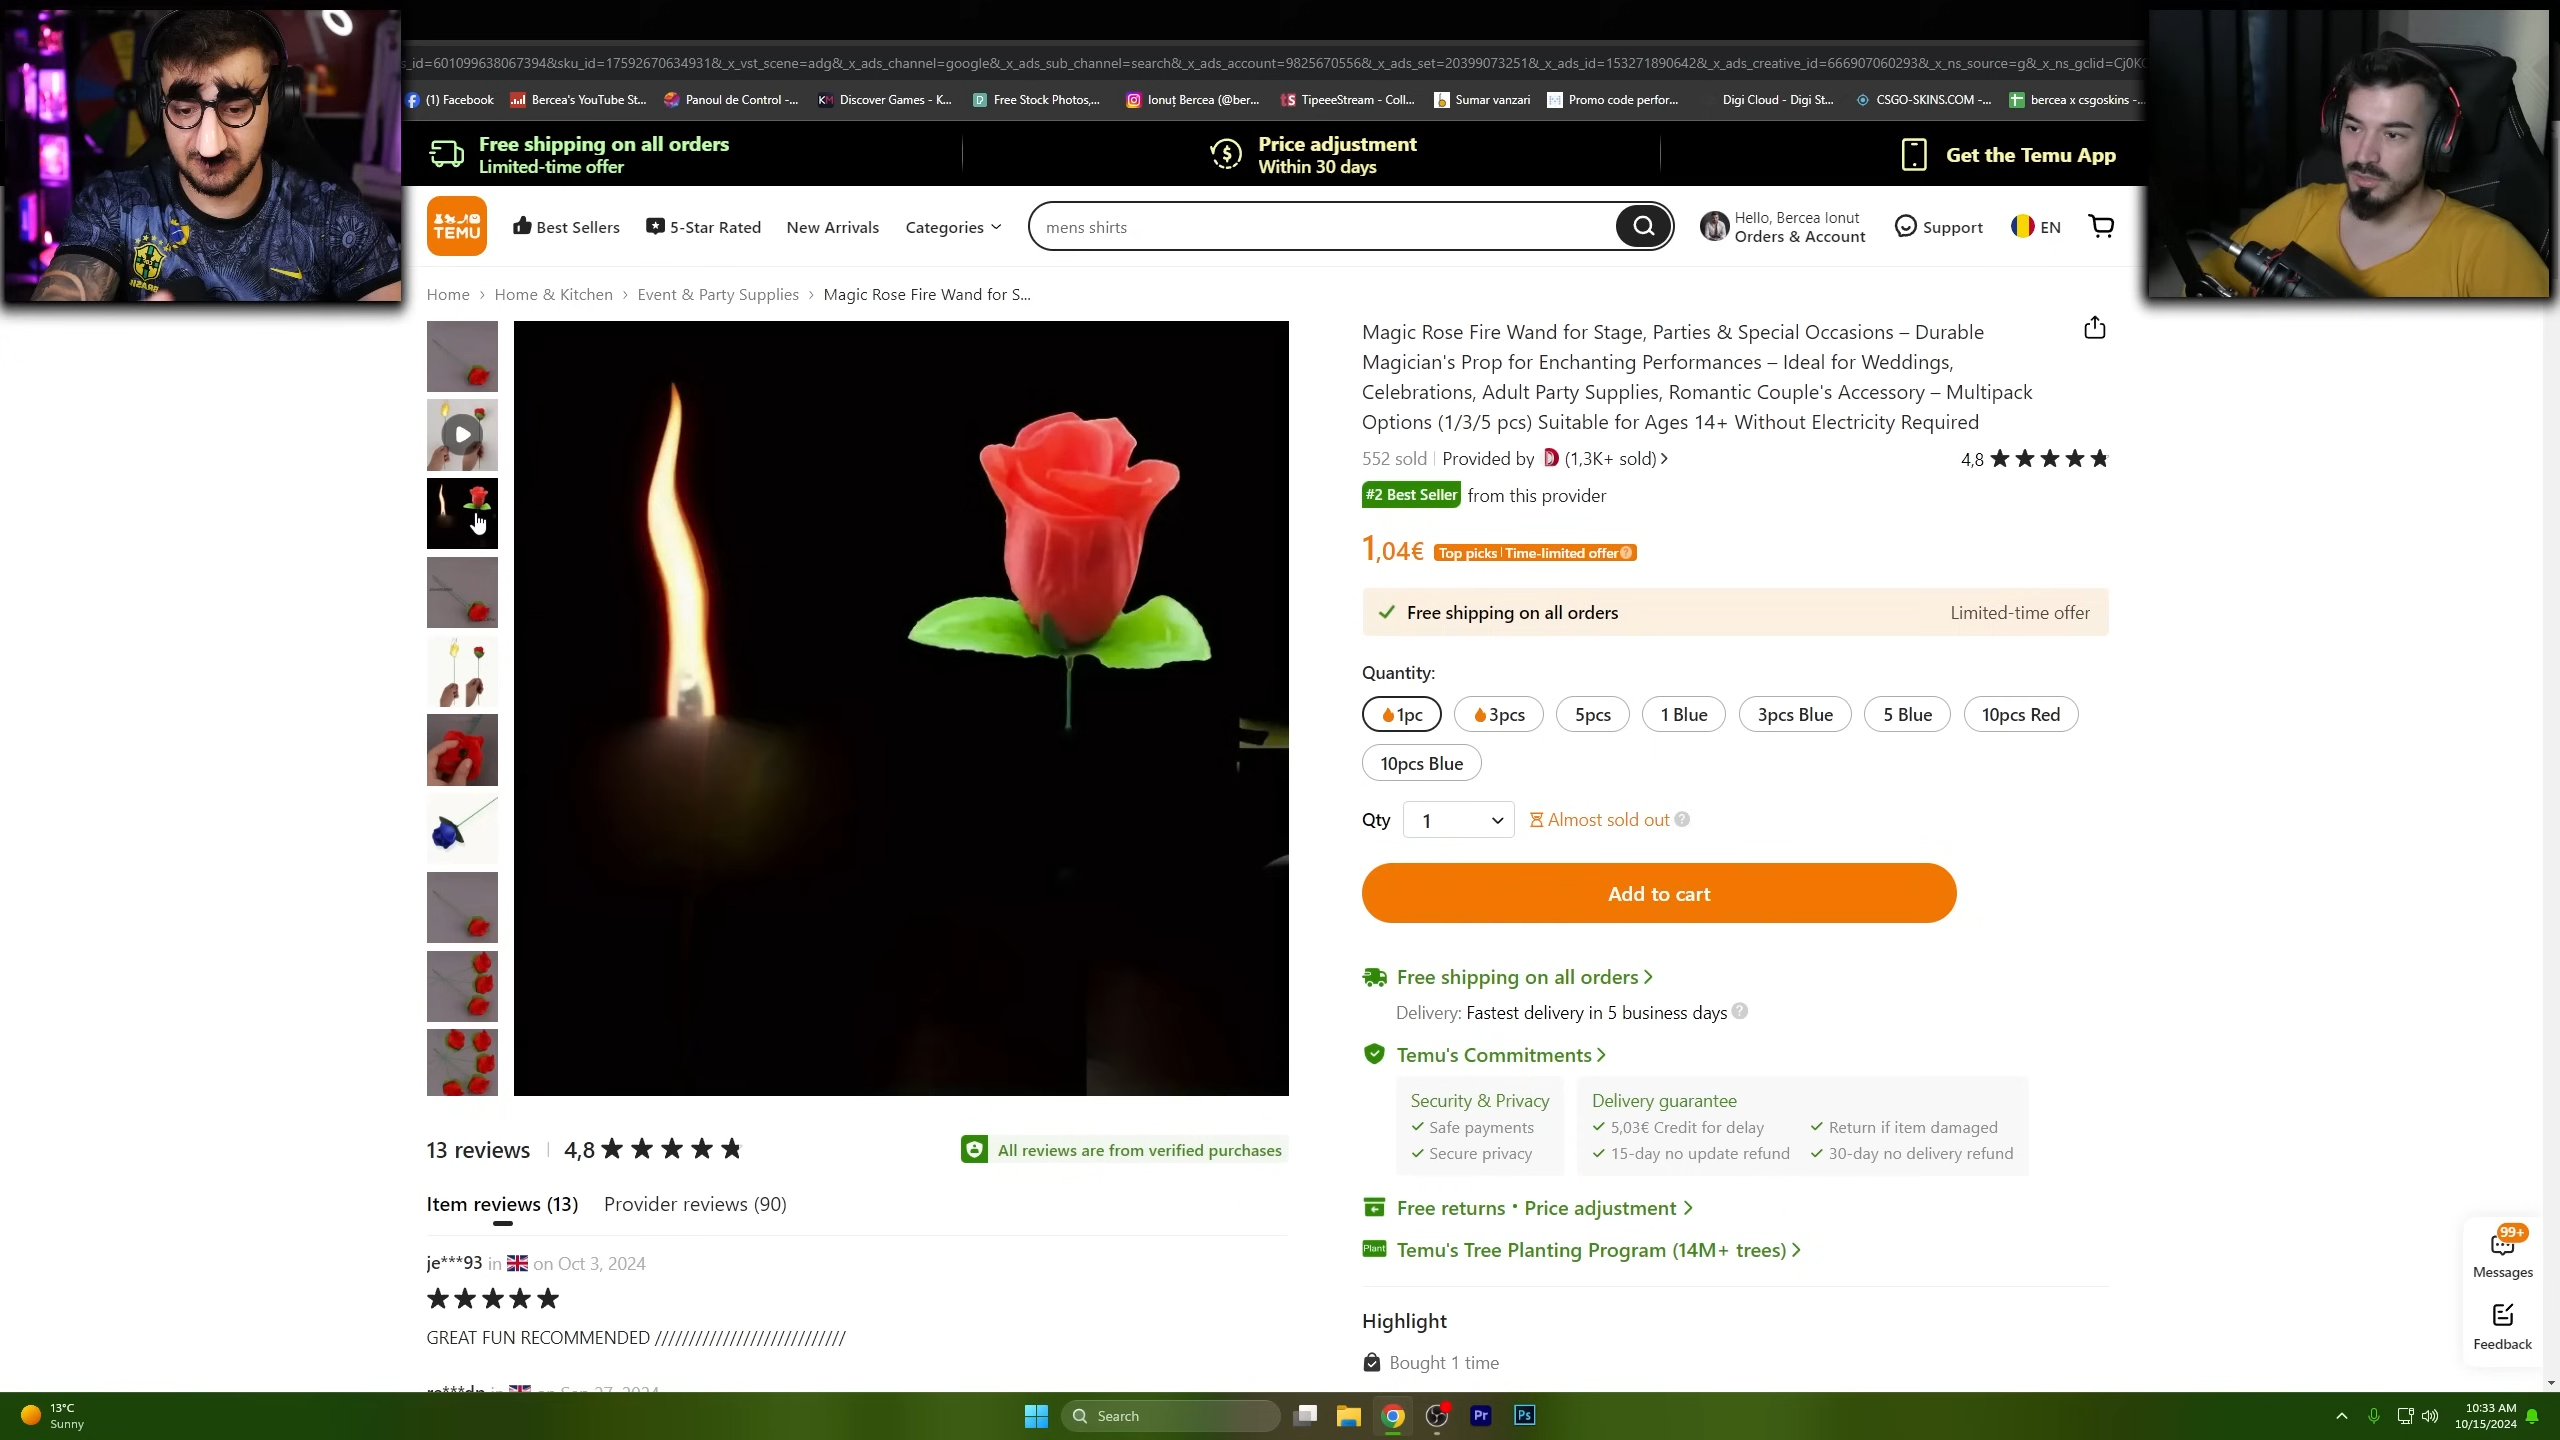 s_id=601099638067394&sku_id=17592670634931&_x_vst_scene=adg&_x_ads_channel=google&_x_ads_sub_channel=search&_x_ads_account=9825670556&_x_ads_set=20399073251&_x_ads_id=153271890642&_x_ads_creative_id=666907060293&_x_ns_source=g&_x_ns_gclid=Cj0K
(1) Facebook
Bercea's YouTube St...
Panoul de Control -...
Discover Games - K...
Free Stock Photos,...
Ionuț Bercea (@ber...
TipeeeStream - Coll...
Sumar vanzari
Promo code perfor...
Digi Cloud - Digi St...
CSGO-SKINS.COM -...
bercea x csgoskins -...
Free shipping on all orders
Limited-time offer
Price adjustment
Within 30 days
Get the Temu App
TEMU
Best Sellers
5-Star Rated
New Arrivals
Categories
mens shirts
Hello, Bercea Ionut
Orders & Account
Support
EN
Home › Home & Kitchen › Event & Party Supplies › Magic Rose Fire Wand for S...
Magic Rose Fire Wand for Stage, Parties & Special Occasions – Durable
Magician's Prop for Enchanting Performances – Ideal for Weddings,
Celebrations, Adult Party Supplies, Romantic Couple's Accessory – Multipack
Options (1/3/5 pcs) Suitable for Ages 14+ Without Electricity Required
552 sold | Provided by D (1,3K+ sold) >
4,8
#2 Best Seller from this provider
1,04€ Top picks | Time-limited offer
Free shipping on all orders
Limited-time offer
Quantity:
1pc
3pcs
5pcs
1 Blue
3pcs Blue
5 Blue
10pcs Red
10pcs Blue
Qty 1 Almost sold out
Add to cart
Free shipping on all orders >
Delivery: Fastest delivery in 5 business days
Temu's Commitments >
Security & Privacy
Safe payments
Secure privacy
Delivery guarantee
5,03€ Credit for delay
Return if item damaged
15-day no update refund
30-day no delivery refund
Plant
Free returns • Price adjustment >
Temu's Tree Planting Program (14M+ trees) >
Highlight
Bought 1 time
13 reviews | 4,8
All reviews are from verified purchases
Item reviews (13)
Provider reviews (90)
je***93 in on Oct 3, 2024
GREAT FUN RECOMMENDED ////////////////////////////
99+
Messages
Feedback
13°C
Sunny
Search
Pr
Ps
10:33 AM
10/15/2024